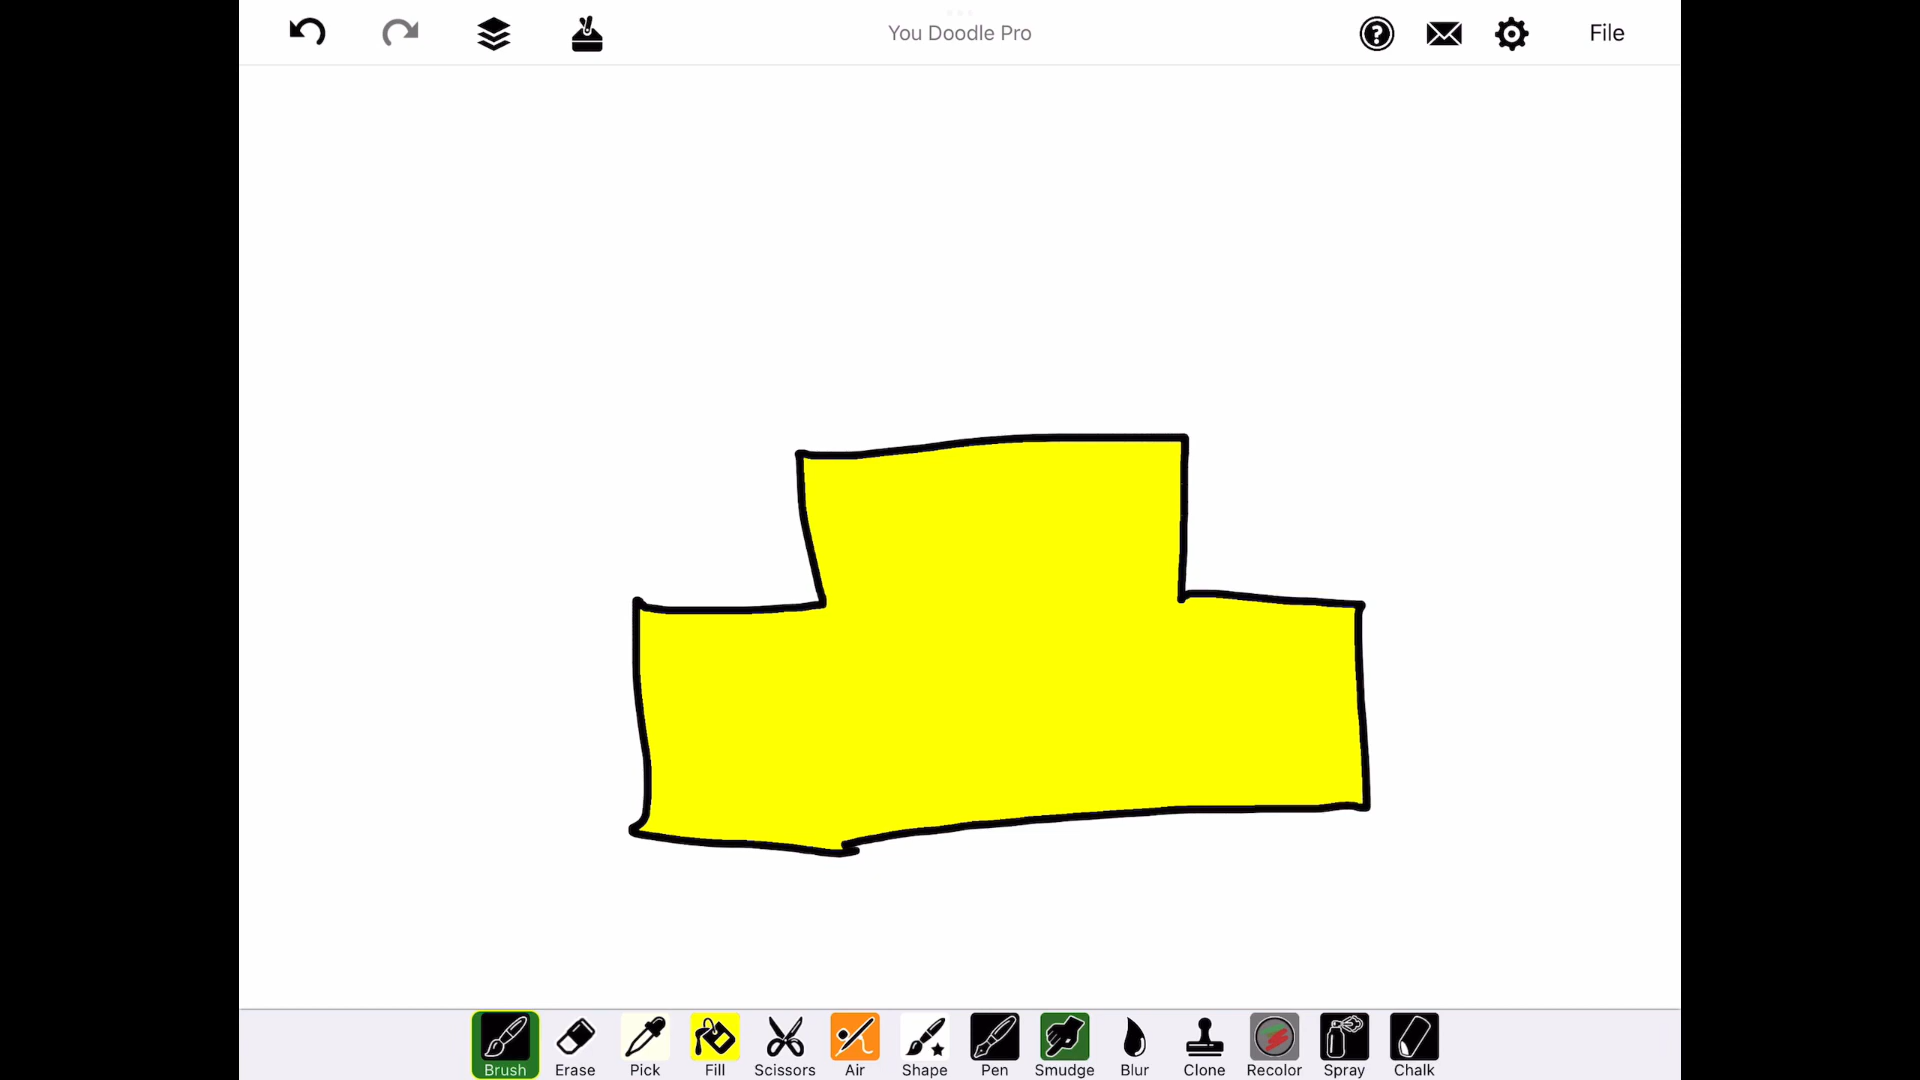 You Doodle Pro
File
Brush Erase Pick Fill Scissors Air Shape Pen Smudge Blur Clone Recolor Spray Chalk